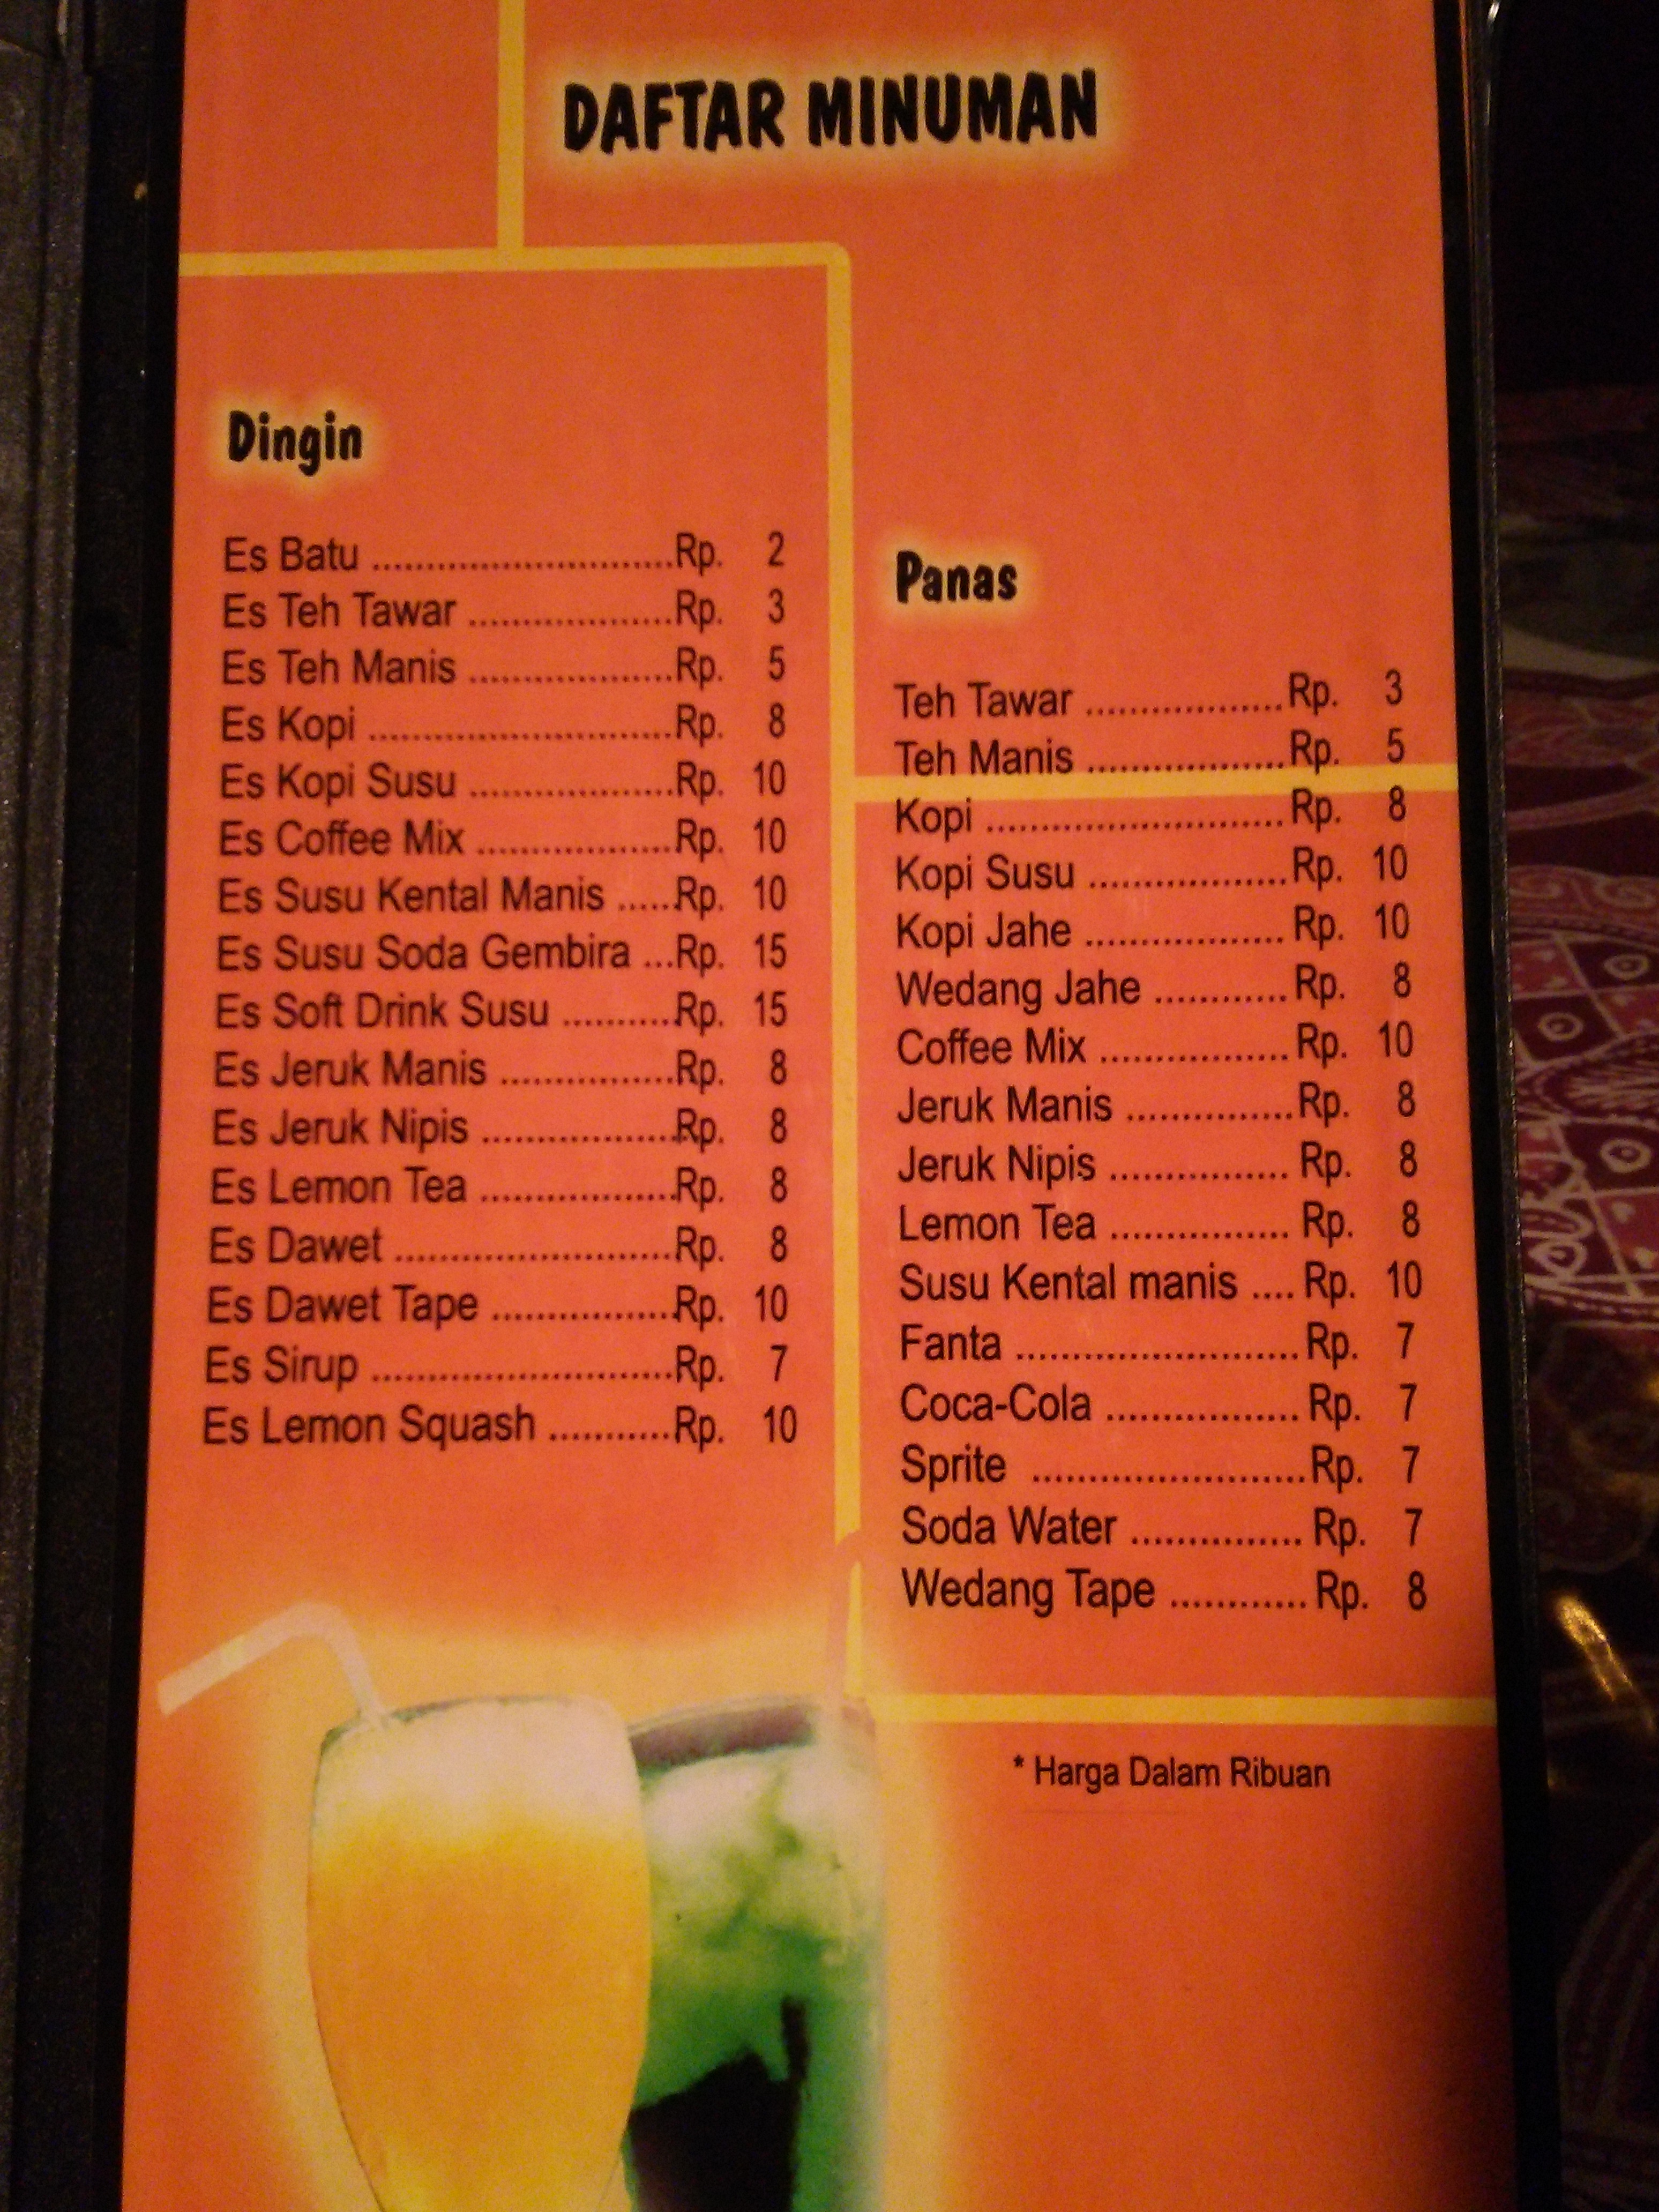 DAFTAR MINUMAN
Dingin
Es Batu ............................Rp. 2
Es Teh Tawar ...................Rp. 3
Es Teh Manis ...................Rp. 5
Es Kopi ............................Rp. 8
Es Kopi Susu ...................Rp. 10
Es Coffee Mix ..................Rp. 10
Es Susu Kental Manis ......Rp. 10
Es Susu Soda Gembira ...Rp. 15
Es Soft Drink Susu ...........Rp. 15
Es Jeruk Manis ................Rp. 8
Es Jeruk Nipis ..................Rp. 8
Es Lemon Tea ..................Rp. 8
Es Dawet .........................Rp. 8
Es Dawet Tape .................Rp. 10
Es Sirup ............................Rp. 7
Es Lemon Squash ...........Rp. 10
Panas
Teh Tawar ..................Rp. 3
Teh Manis ..................Rp. 5
Kopi ...........................Rp. 8
Kopi Susu ..................Rp. 10
Kopi Jahe .................. Rp. 10
Wedang Jahe ............Rp. 8
Coffee Mix ................. Rp. 10
Jeruk Manis ...............Rp. 8
Jeruk Nipis ................ Rp. 8
Lemon Tea ................ Rp. 8
Susu Kental manis .... Rp. 10
Fanta .........................Rp. 7
Coca-Cola ................. Rp. 7
Sprite ........................Rp. 7
Soda Water ............... Rp. 7
Wedang Tape ............ Rp. 8
* Harga Dalam Ribuan